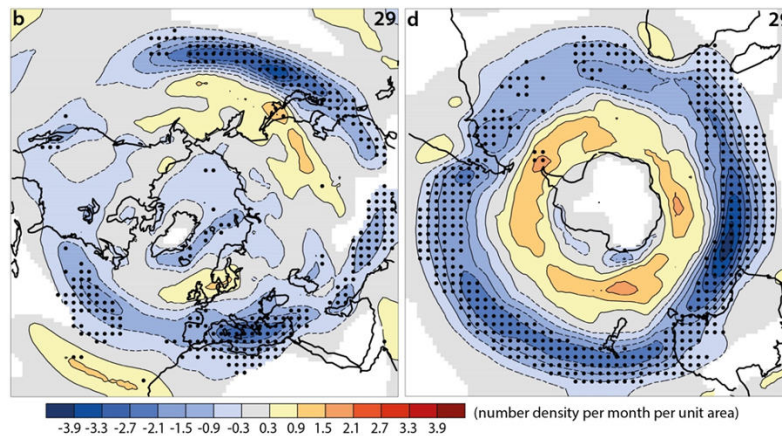 b 29
d 29
(number density per month per unit area)
-3.9 -3.3 -2.7 -2.1 -1.5 -0.9 -0.3 0.3 0.9 1.5 2.1 2.7 3.3 3.9